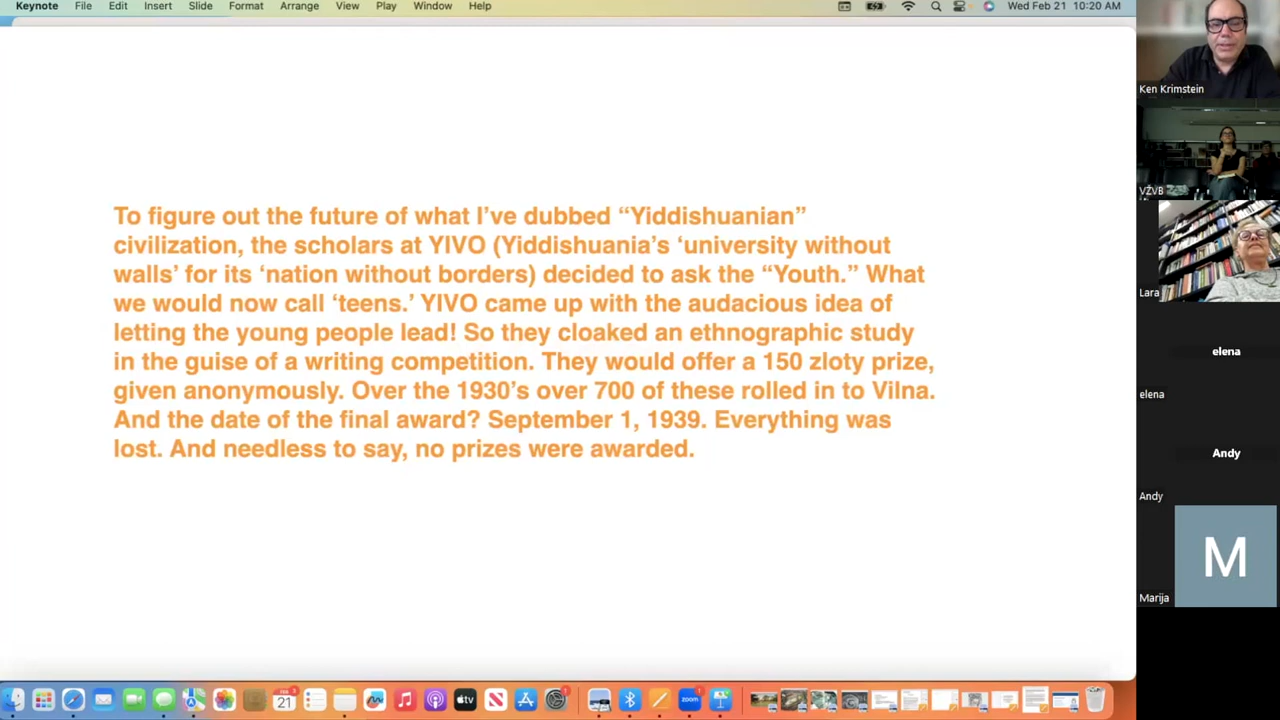 Keynote File Edit Insert Slide Format Arrange View Play Window Help Wed Feb 21 10:20 AM
To figure out the future of what I’ve dubbed “Yiddishuanian”
civilization, the scholars at YIVO (Yiddishuania’s ‘university without
walls’ for its ‘nation without borders) decided to ask the “Youth.” What
we would now call ‘teens.’ YIVO came up with the audacious idea of
letting the young people lead! So they cloaked an ethnographic study
in the guise of a writing competition. They would offer a 150 zloty prize,
given anonymously. Over the 1930’s over 700 of these rolled in to Vilna.
And the date of the final award? September 1, 1939. Everything was
lost. And needless to say, no prizes were awarded.
Ken Krimstein
VŽVB
Lara
elena
elena
Andy
Andy
M
Marija
FEB
21
tv
zoom